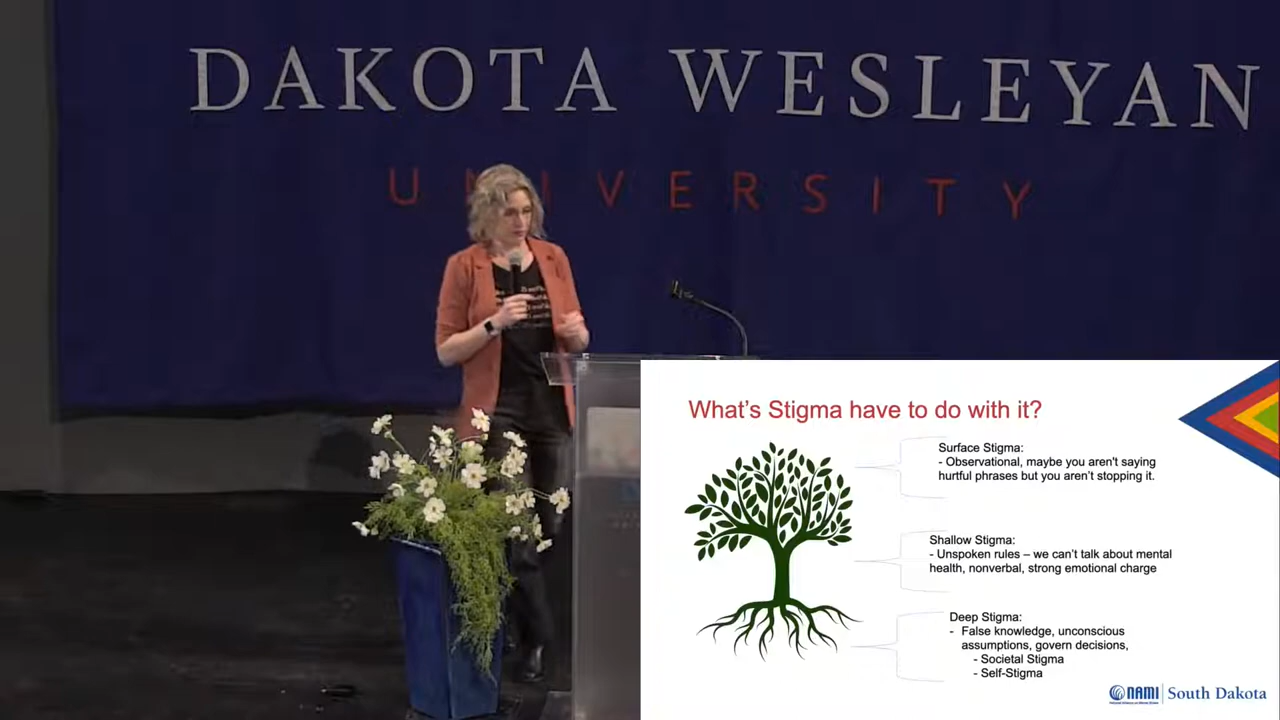 DAKOTA WESLEYAN
UNIVERSITY
What's Stigma have to do with it?
Surface Stigma:
- Observational, maybe you aren't saying
hurtful phrases but you aren't stopping it.
Shallow Stigma:
- Unspoken rules – we can't talk about mental
health, nonverbal, strong emotional charge
Deep Stigma:
- False knowledge, unconscious
assumptions, govern decisions,
- Societal Stigma
- Self-Stigma
NAMI South Dakota